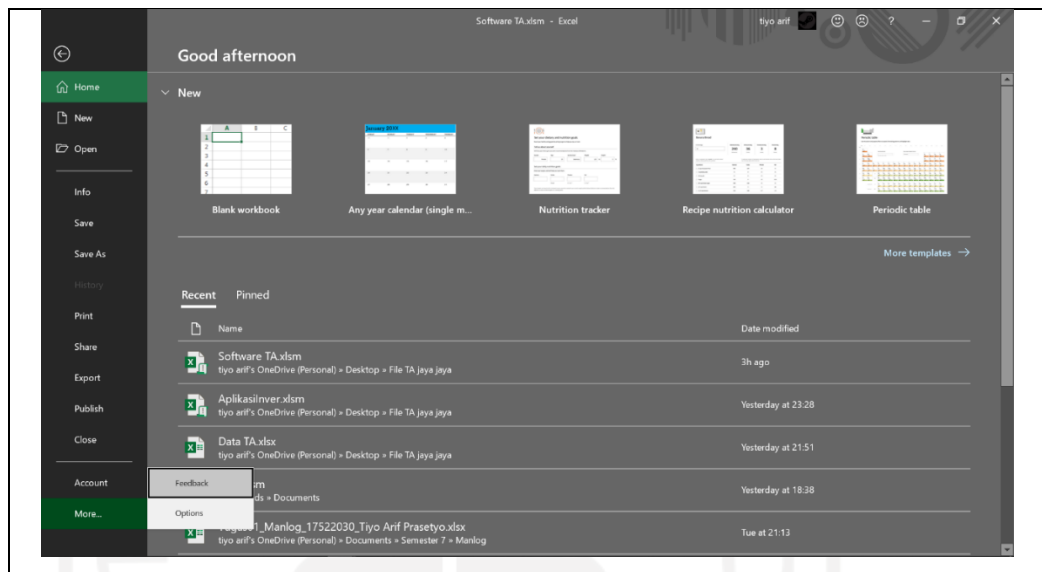 Software TA.xlsm - Excel
tiyo arif
?
Good afternoon
Home
New
Open
Info
Save
Save As
History
Print
Share
Export
Publish
Close
Account
More...
Feedback
Options
New
A B C
1
2
3
4
5
6
7
January 2019
Blank workbook
Any year calendar (single m...
Nutrition tracker
Recipe nutrition calculator
Periodic table
More templates
Recent Pinned
Name Date modified
Software TA.xlsm
3h ago
tiyo arif's OneDrive (Personal) » Desktop » File TA jaya jaya
AplikasiInver.xlsm
Yesterday at 23:28
tiyo arif's OneDrive (Personal) » Desktop » File TA jaya jaya
Data TA.xlsx
Yesterday at 21:51
tiyo arif's OneDrive (Personal) » Desktop » File TA jaya jaya
Yesterday at 18:38
» Documents
_Manlog_17522030_Tiyo Arif Prasetyo.xlsx
Tue at 21:13
tiyo arif's OneDrive (Personal) » Documents » Semester 7 » Manlog